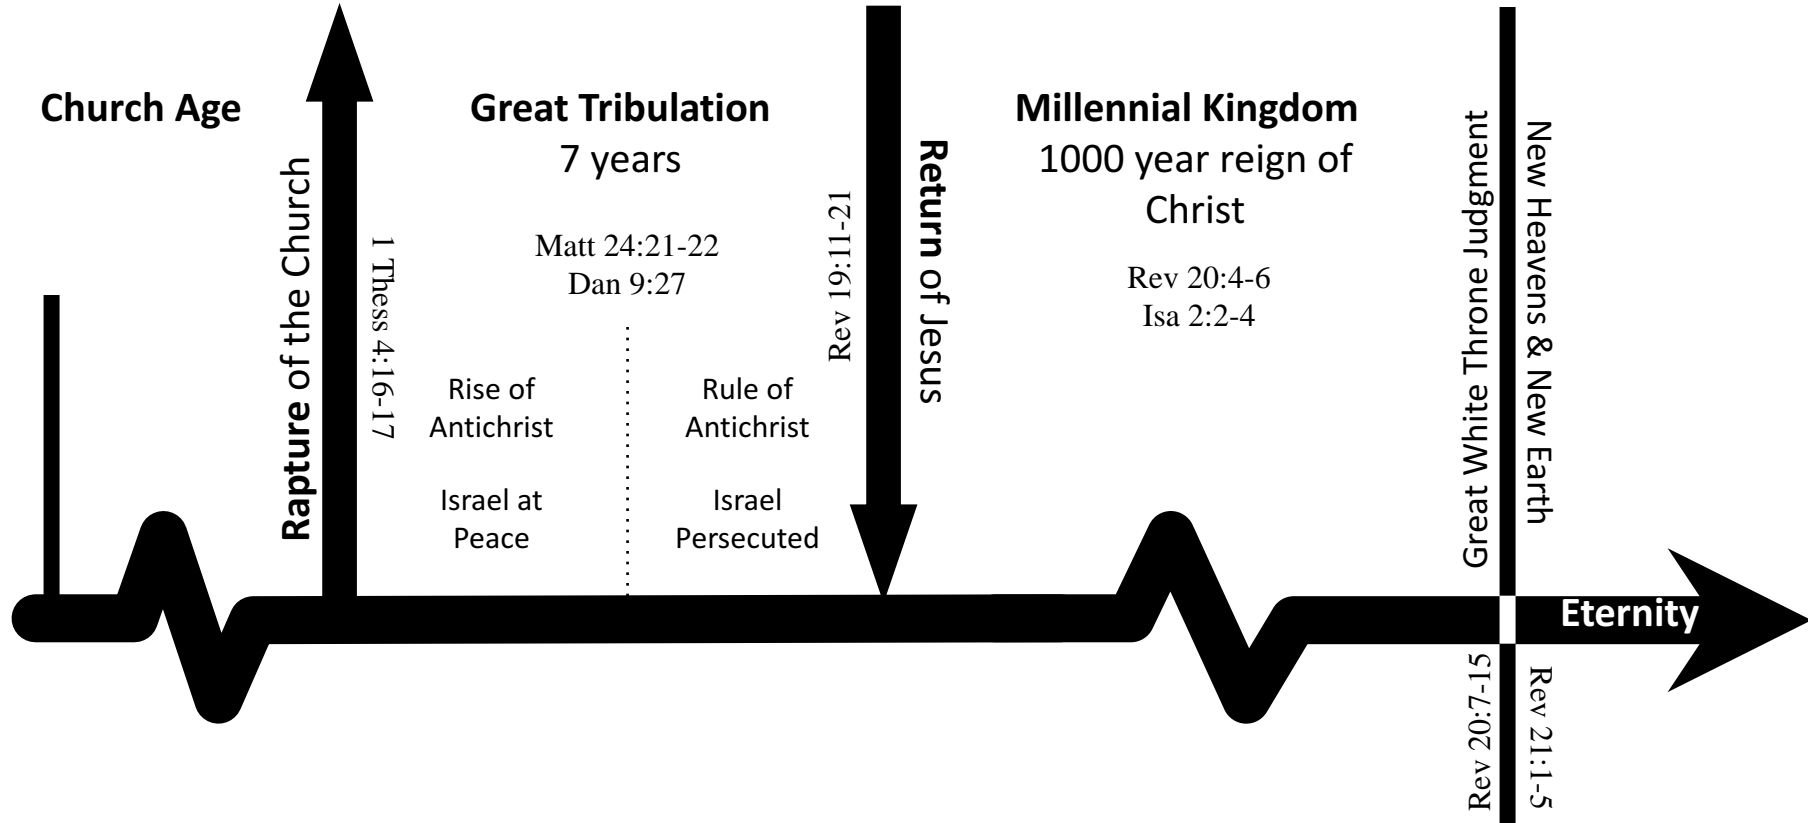 Church Age
Rapture of the Church
1 Thess 4:16-17
Great Tribulation
7 years
Matt 24:21-22
Dan 9:27
Rise of
Antichrist
Israel at
Peace
Rule of
Antichrist
Israel
Persecuted
Rev 19:11-21
Return of Jesus
Millennial Kingdom
1000 year reign of
Christ
Rev 20:4-6
Isa 2:2-4
Great White Throne Judgment
Rev 20:7-15
New Heavens & New Earth
Rev 21:1-5
Eternity